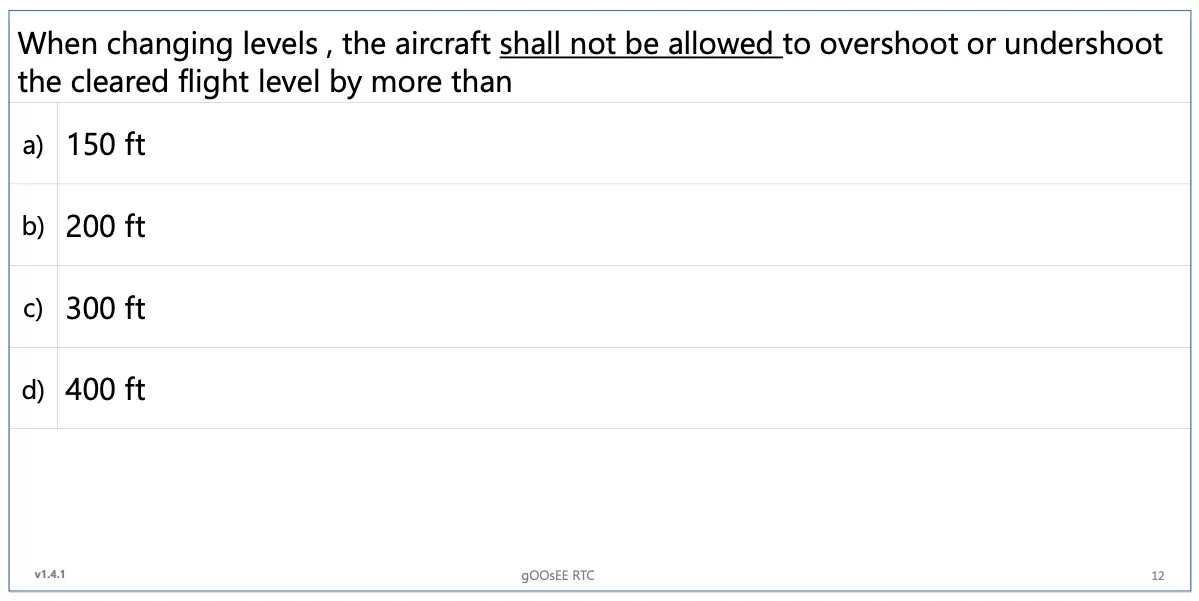 When changing levels , the aircraft shall not be allowed to overshoot or undershoot
the cleared flight level by more than
a) 150 ft
b) 200 ft
c) 300 ft
d) 400 ft
v1.4.1 gOOsEE RTC 12